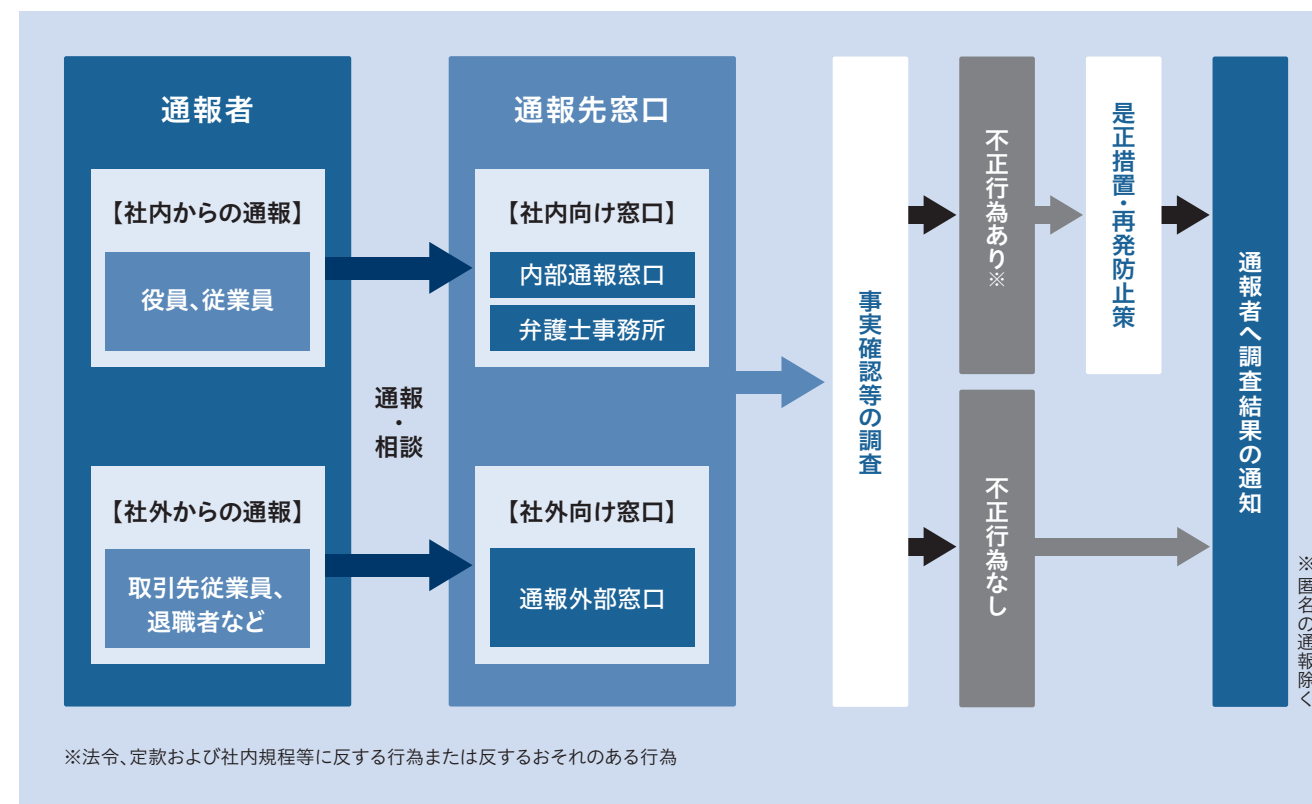 通報者
【社内からの通報】
役員、従業員
【社外からの通報】
取引先従業員、
退職者など
通報
・
相談
通報先窓口
【社内向け窓口】
内部通報窓口
弁護士事務所
【社外向け窓口】
通報外部窓口
事実確認等の調査
不正行為あり※
是正措置・再発防止策
不正行為なし
通報者へ調査結果の通知
※匿名の通報除く
※法令、定款および社内規程等に反する行為または反するおそれのある行為